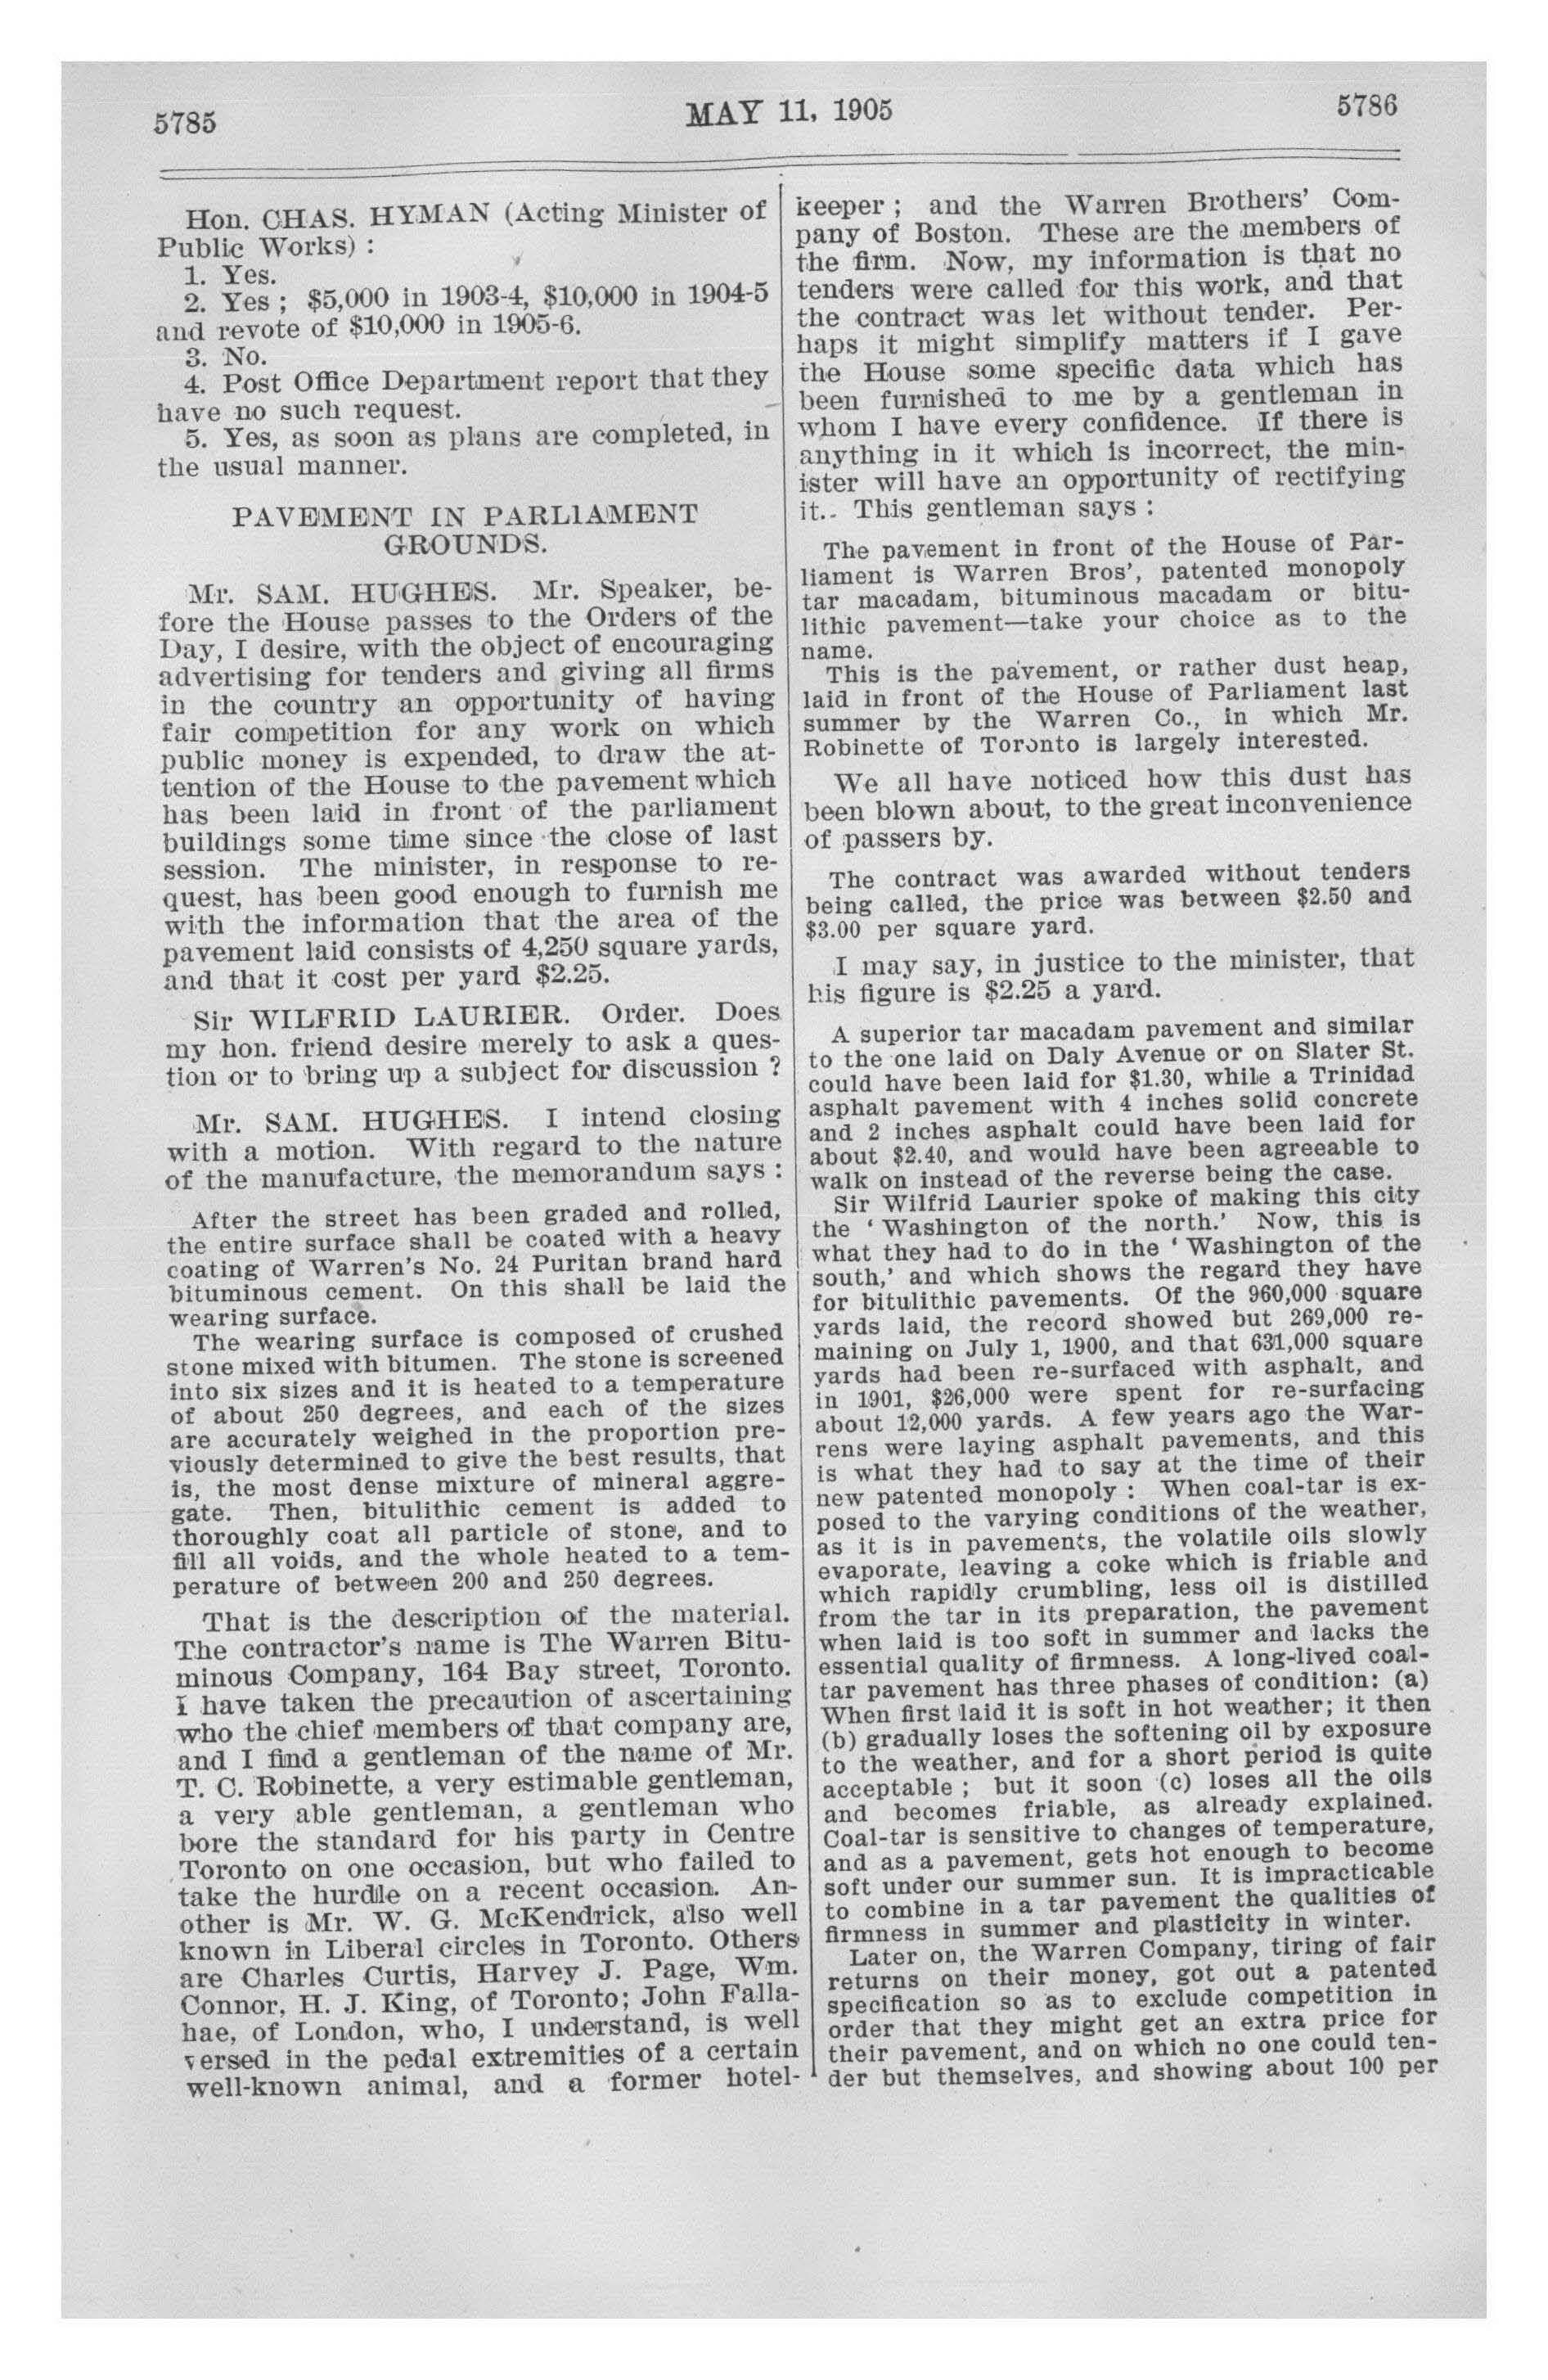 5785
MAY 11, 1905
5786
Hon. CHAS. HYMAN (Acting Minister of
Public Works) :
1. Yes.
2. Yes ; $5,000 in 1903-4, $10,000 in 1904-5
and revote of $10,000 in 1905-6.
3. No.
4. Post Office Department report that they
have no such request.
5. Yes, as soon as plans are completed, in
the usual manner.
PAVEMENT IN PARLIAMENT
GROUNDS.
Mr. SAM. HUGHES. Mr. Speaker, be-
fore the House passes to the Orders of the
Day, I desire, with the object of encouraging
advertising for tenders and giving all firms
in the country an opportunity of having
fair competition for any work on which
public money is expended, to draw the at-
tention of the House to the pavement which
has been laid in front of the parliament
buildings some time since the close of last
session. The minister, in response to re-
quest, has been good enough to furnish me
with the information that the area of the
pavement laid consists of 4,250 square yards,
and that it cost per yard $2.25.
Sir WILFRID LAURIER. Order. Does
my hon. friend desire merely to ask a ques-
tion or to bring up a subject for discussion ?
Mr. SAM. HUGHES. I intend closing
with a motion. With regard to the nature
of the manufacture, the memorandum says :
After the street has been graded and rolled,
the entire surface shall be coated with a heavy
coating of Warren's No. 24 Puritan brand hard
bituminous cement. On this shall be laid the
wearing surface.
The wearing surface is composed of crushed
stone mixed with bitumen. The stone is screened
into six sizes and it is heated to a temperature
of about 250 degrees, and each of the sizes
are accurately weighed in the proportion pre-
viously determined to give the best results, that
is, the most dense mixture of mineral aggre-
gate. Then, bitulithic cement is added to
thoroughly coat all particle of stone, and to
fill all voids, and the whole heated to a tem-
perature of between 200 and 250 degrees.
That is the description of the material.
The contractor's name is The Warren Bitu-
minous Company, 164 Bay street, Toronto.
I have taken the precaution of ascertaining
who the chief members of that company are,
and I find a gentleman of the name of Mr.
T. C. Robinette, a very estimable gentleman,
a very able gentleman, a gentleman who
bore the standard for his party in Centre
Toronto on one occasion, but who failed to
take the hurdle on a recent occasion. An-
other is Mr. W. G. McKendrick, also well
known in Liberal circles in Toronto. Others
are Charles Curtis, Harvey J. Page, Wm.
Connor, H. J. King, of Toronto; John Falla-
hae, of London, who, I understand, is well
versed in the pedal extremities of a certain
well-known animal, and a former hotel-
keeper ; and the Warren Brothers' Com-
pany of Boston. These are the members of
the firm. Now, my information is that no
tenders were called for this work, and that
the contract was let without tender. Per-
haps it might simplify matters if I gave
the House some specific data which has
been furnished to me by a gentleman in
whom I have every confidence. If there is
anything in it which is incorrect, the min-
ister will have an opportunity of rectifying
it. This gentleman says :
The pavement in front of the House of Par-
liament is Warren Bros', patented monopoly
tar macadam, bituminous macadam or bitu-
lithic pavement—take your choice as to the
name.
This is the pavement, or rather dust heap,
laid in front of the House of Parliament last
summer by the Warren Co., in which Mr.
Robinette of Toronto is largely interested.
We all have noticed how this dust has
been blown about, to the great inconvenience
of passers by.
The contract was awarded without tenders
being called, the price was between $2.50 and
$3.00 per square yard.
I may say, in justice to the minister, that
his figure is $2.25 a yard.
A superior tar macadam pavement and similar
to the one laid on Daly Avenue or on Slater St.
could have been laid for $1.30, while a Trinidad
asphalt pavement with 4 inches solid concrete
and 2 inches asphalt could have been laid for
about $2.40, and would have been agreeable to
walk on instead of the reverse being the case.
Sir Wilfrid Laurier spoke of making this city
the ' Washington of the north.' Now, this is
what they had to do in the ' Washington of the
south,' and which shows the regard they have
for bitulithic pavements. Of the 960,000 square
yards laid, the record showed but 269,000 re-
maining on July 1, 1900, and that 631,000 square
yards had been re-surfaced with asphalt, and
in 1901, $26,000 were spent for re-surfacing
about 12,000 yards. A few years ago the War-
rens were laying asphalt pavements, and this
is what they had to say at the time of their
new patented monopoly : When coal-tar is ex-
posed to the varying conditions of the weather,
as it is in pavements, the volatile oils slowly
evaporate, leaving a coke which is friable and
which rapidly crumbling, less oil is distilled
from the tar in its preparation, the pavement
when laid is too soft in summer and lacks the
essential quality of firmness. A long-lived coal-
tar pavement has three phases of condition: (a)
When first laid it is soft in hot weather; it then
(b) gradually loses the softening oil by exposure
to the weather, and for a short period is quite
acceptable ; but it soon (c) loses all the oils
and becomes friable, as already explained.
Coal-tar is sensitive to changes of temperature,
and as a pavement, gets hot enough to become
soft under our summer sun. It is impracticable
to combine in a tar pavement the qualities of
firmness in summer and plasticity in winter.
Later on, the Warren Company, tiring of fair
returns on their money, got out a patented
specification so as to exclude competition in
order that they might get an extra price for
their pavement, and on which no one could ten-
der but themselves, and showing about 100 per